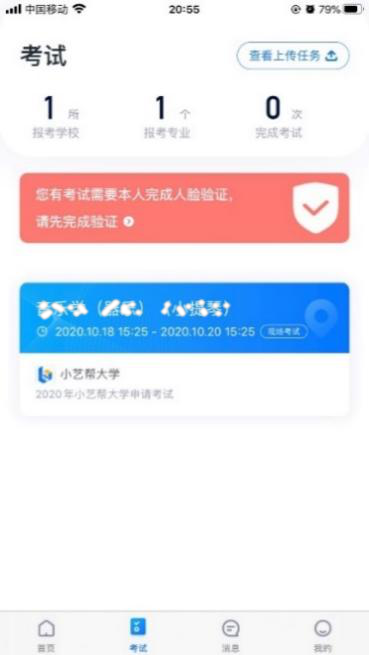 中国移动 20:55 79%
考试 查看上传任务
1 所 1 个 0 次
报考学校 报考专业 完成考试
您有考试需要本人完成人脸验证，
请先完成验证
2020.10.18 15:25 - 2020.10.20 15:25 现场考试
小艺帮大学
2020年小艺帮大学申请考试
首页 考试 消息 我的